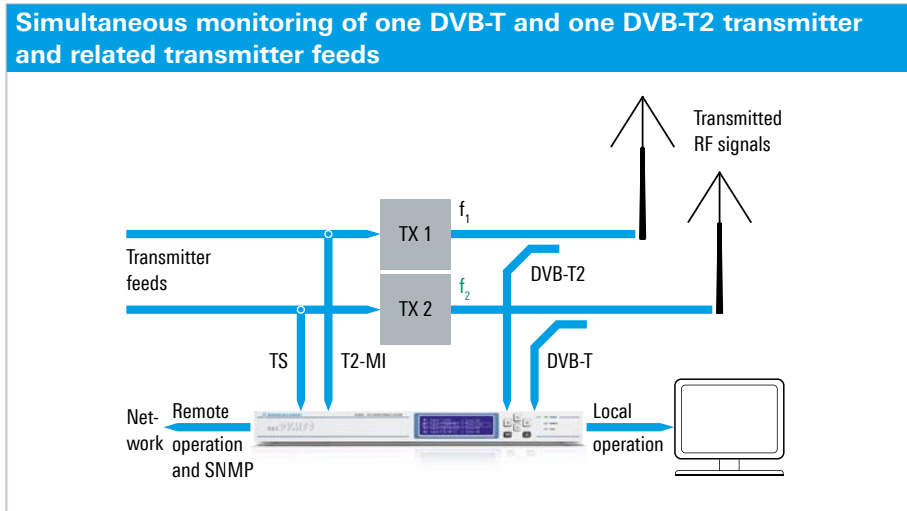 Simultaneous monitoring of one DVB-T and one DVB-T2 transmitter
and related transmitter feeds
Transmitted
RF signals
f1
TX 1
Transmitter
feeds
DVB-T2
f2
TX 2
TS
T2-MI
DVB-T
Net-
work
Remote
operation
and SNMP
Local
operation